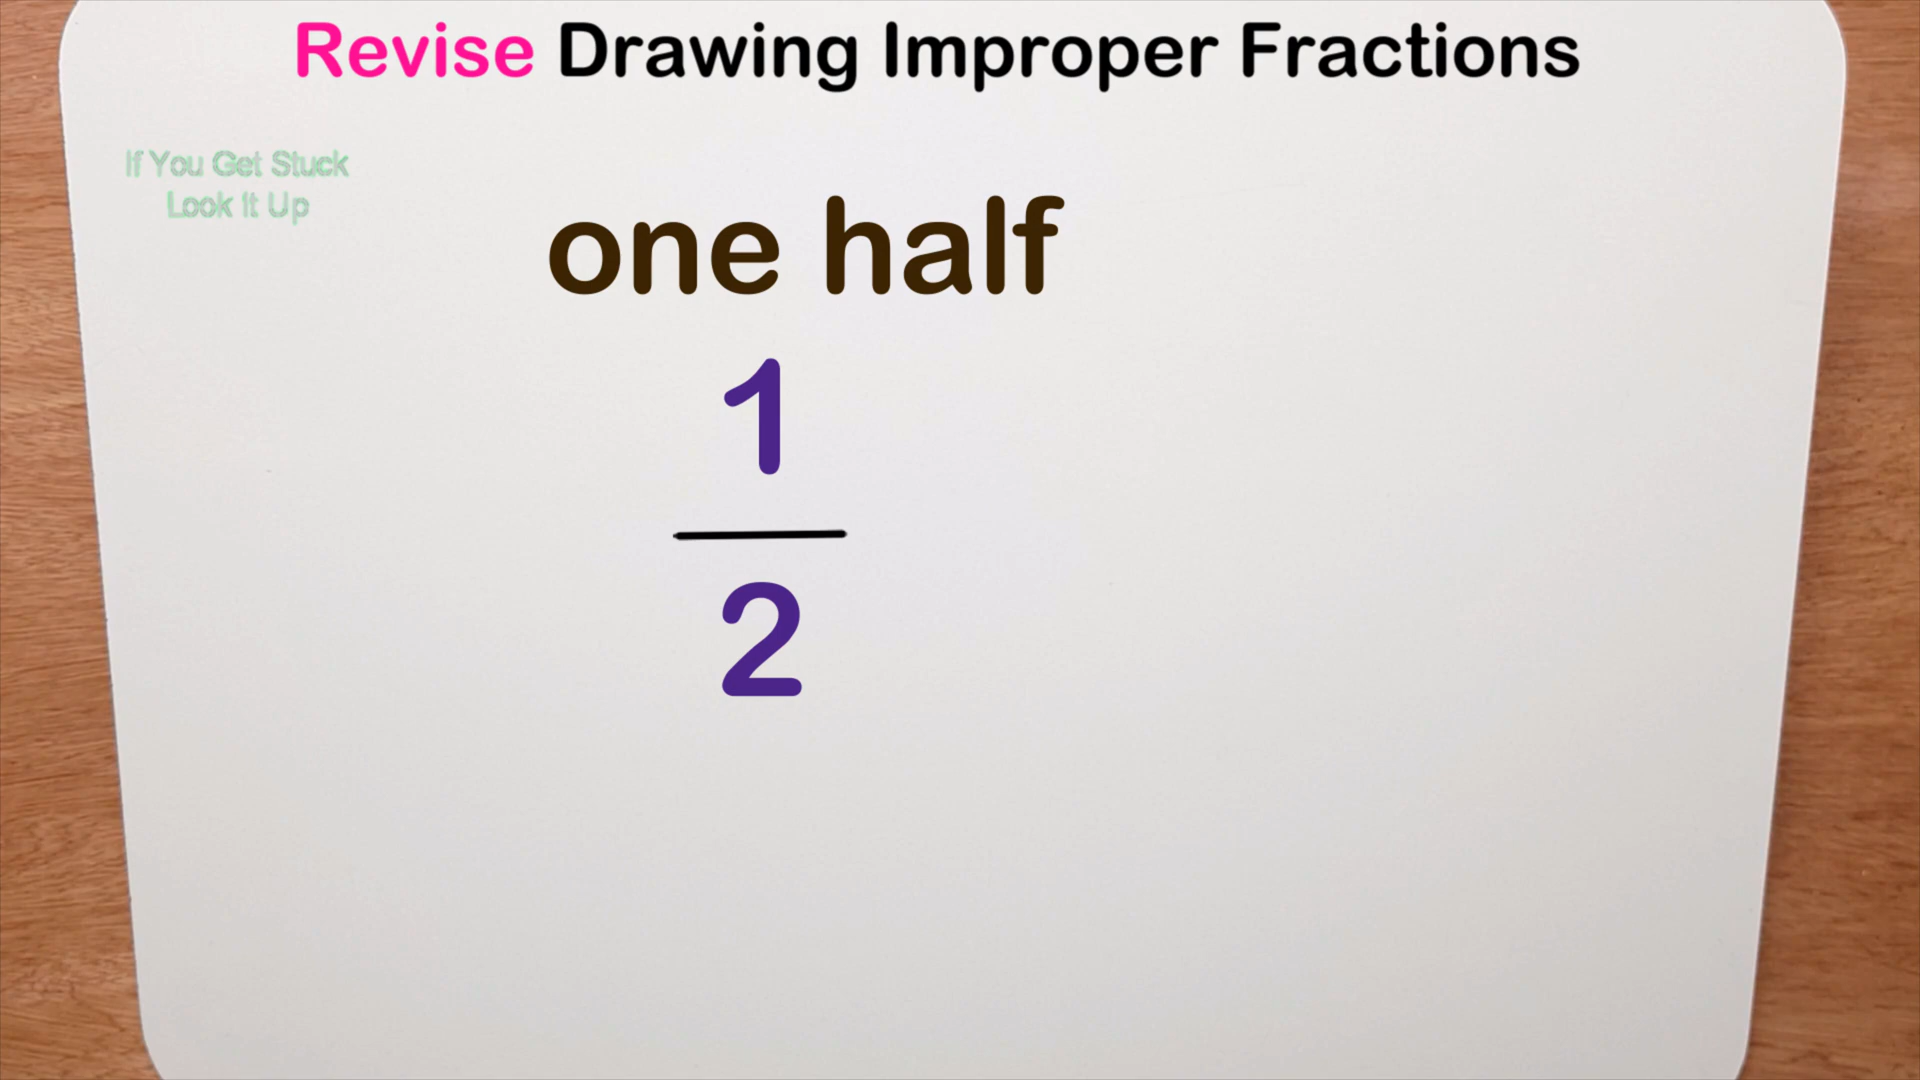 Revise Drawing Improper Fractions
If You Get Stuck
Look It Up
one half
1
2